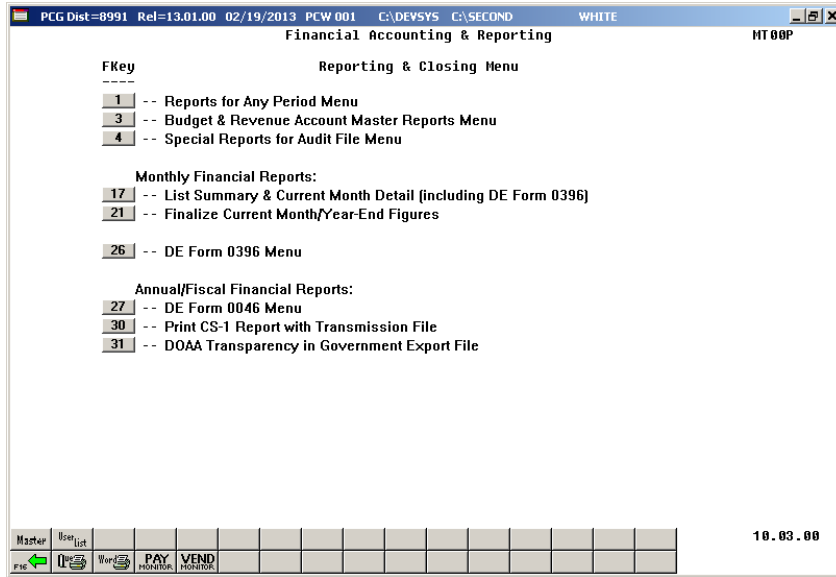 PCG Dist=8991 Rel=13.01.00 02/19/2013 PCW 001 C:\DEVSYS C:\SECOND WHITE
Financial Accounting & Reporting MT00P
FKey Reporting & Closing Menu
----
1 -- Reports for Any Period Menu
3 -- Budget & Revenue Account Master Reports Menu
4 -- Special Reports for Audit File Menu
Monthly Financial Reports:
17 -- List Summary & Current Month Detail (including DE Form 0396)
21 -- Finalize Current Month/Year-End Figures
26 -- DE Form 0396 Menu
Annual/Fiscal Financial Reports:
27 -- DE Form 0046 Menu
30 -- Print CS-1 Report with Transmission File
31 -- DOAA Transparency in Government Export File
Master User List 10.03.00
F16 Que Word PAY MONITOR VEND MONITOR